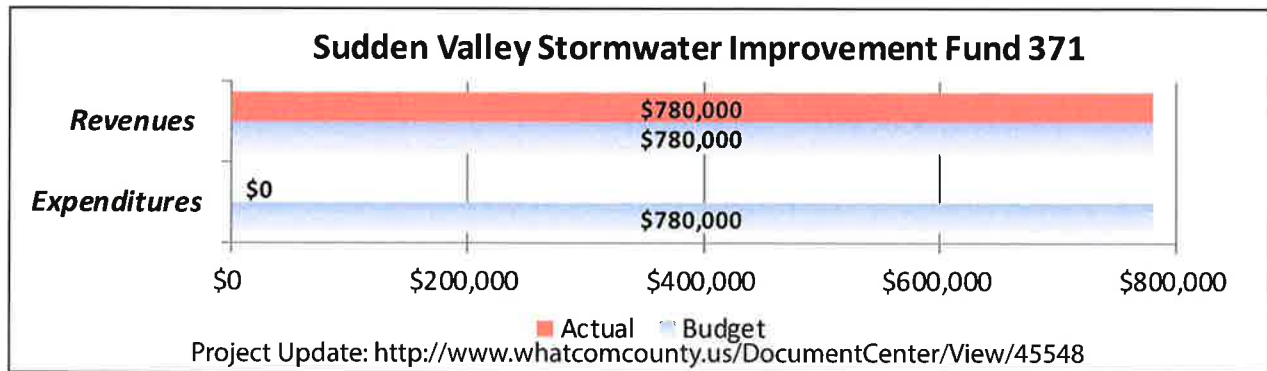 Sudden Valley Stormwater Improvement Fund 371
Revenues
$780,000
$780,000
Expenditures
$0
$780,000
$0 $200,000 $400,000 $600,000 $800,000
Actual Budget
Project Update: http://www.whatcomcounty.us/DocumentCenter/View/45548